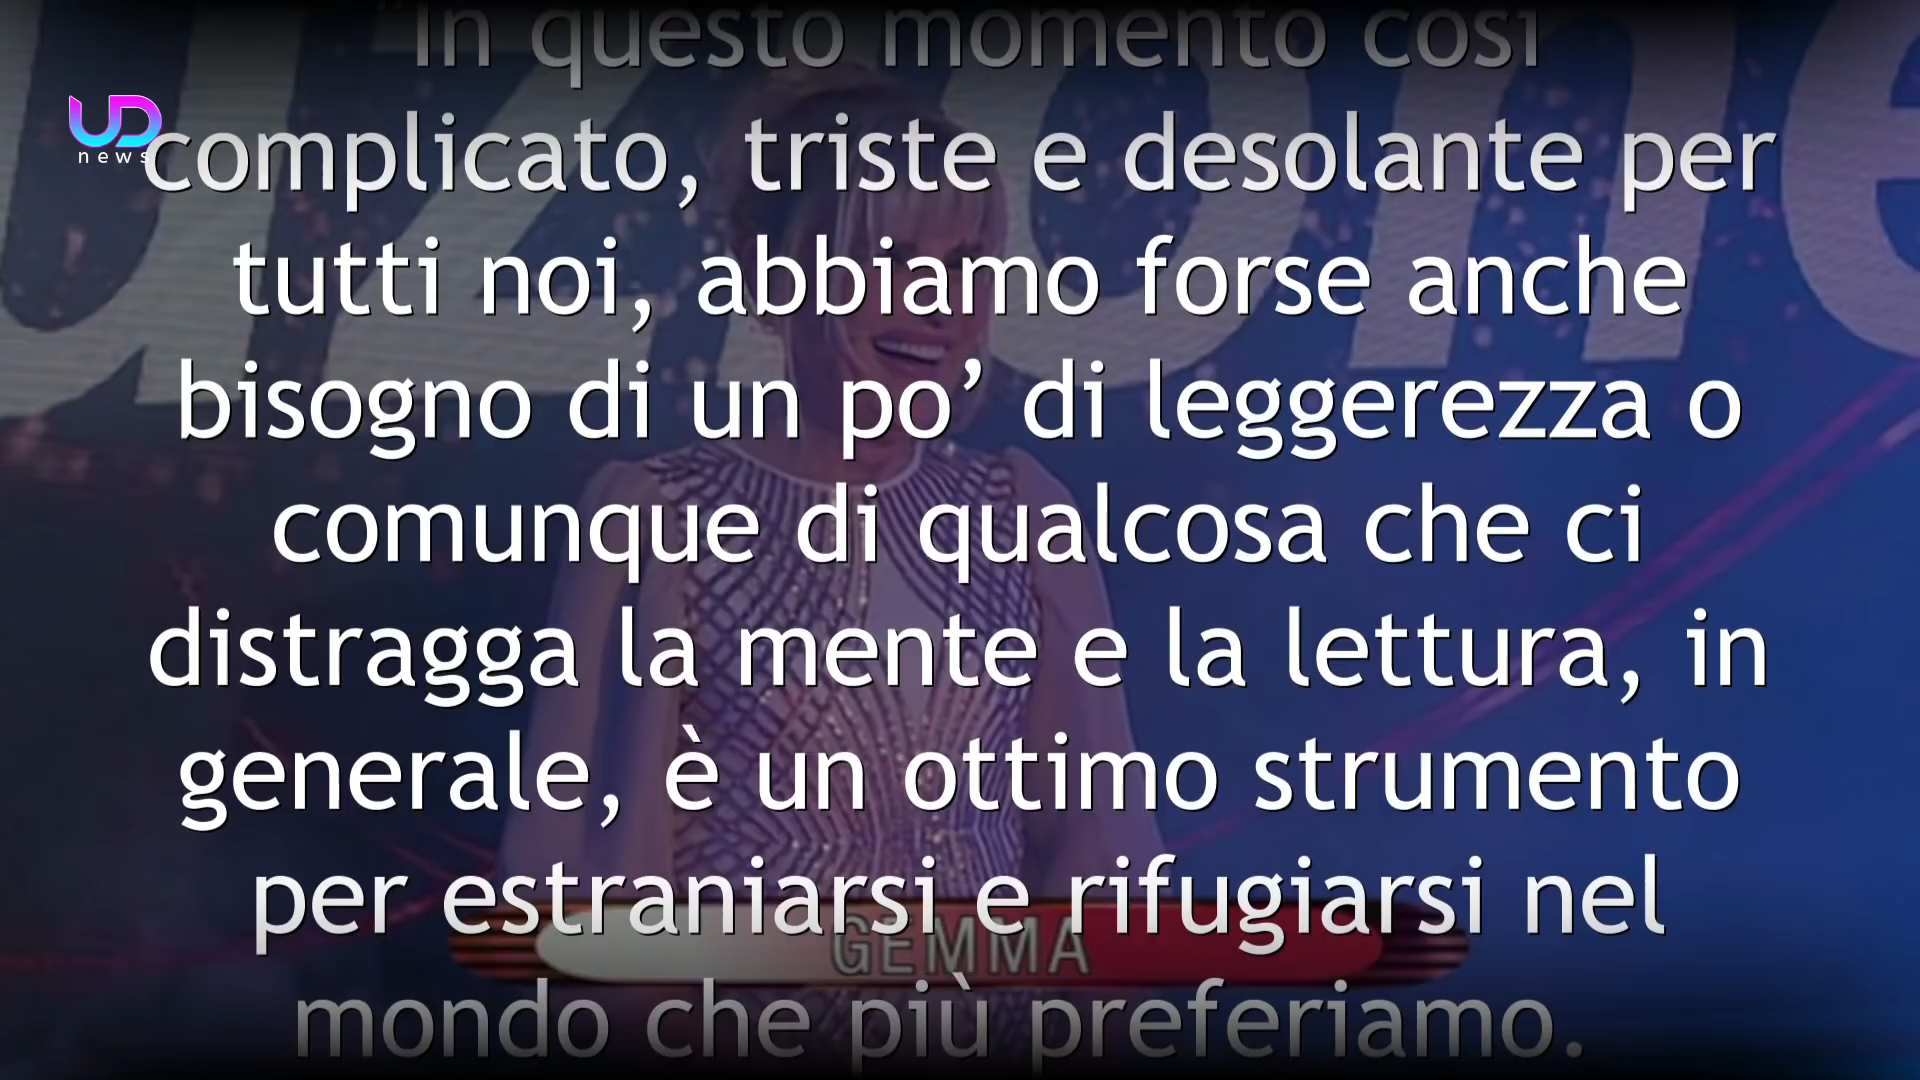 UD
news
"In questo momento così
complicato, triste e desolante per
tutti noi, abbiamo forse anche
bisogno di un po’ di leggerezza o
comunque di qualcosa che ci
distragga la mente e la lettura, in
generale, è un ottimo strumento
per estraniarsi e rifugiarsi nel
GEMMA
mondo che più preferiamo.